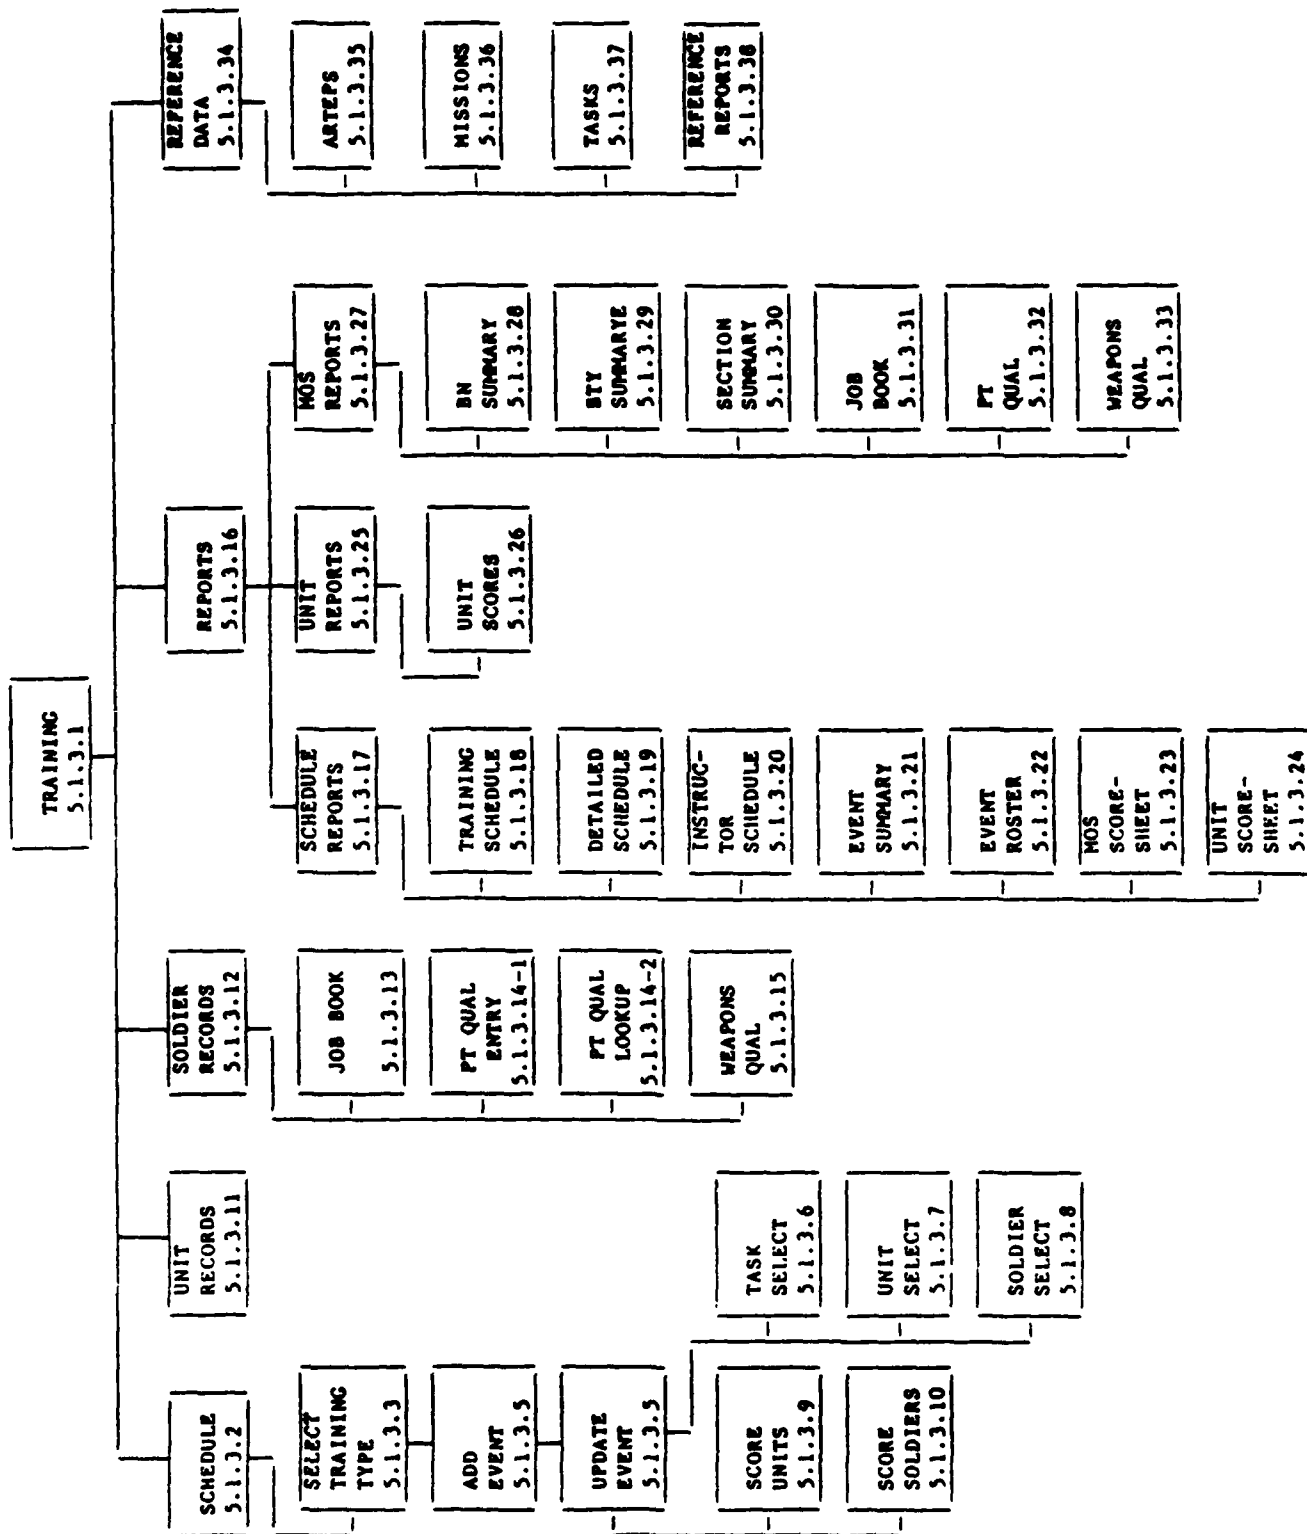 TRAINING
5.1.3.1
SCHEDULE
5.1.3.2
SELECT
TRAINING
TYPE
5.1.3.3
ADD
EVENT
5.1.3.5
UPDATE
EVENT
5.1.3.5
SCORE
UNITS
5.1.3.9
SCORE
SOLDIERS
5.1.3.10
TASK
SELECT
5.1.3.6
UNIT
SELECT
5.1.3.7
SOLDIER
SELECT
5.1.3.8
UNIT
RECORDS
5.1.3.11
SOLDIER
RECORDS
5.1.3.12
JOB BOOK
5.1.3.13
PT QUAL
ENTRY
5.1.3.14-1
PT QUAL
LOOKUP
5.1.3.14-2
WEAPONS
QUAL
5.1.3.15
REPORTS
5.1.3.16
SCHEDULE
REPORTS
5.1.3.17
TRAINING
SCHEDULE
5.1.3.18
DETAILED
SCHEDULE
5.1.3.19
INSTRUC-
TOR
SCHEDULE
5.1.3.20
EVENT
SUMMARY
5.1.3.21
EVENT
ROSTER
5.1.3.22
MOS
SCORE-
SHEET
5.1.3.23
UNIT
SCORE-
SHEET
5.1.3.24
UNIT
REPORTS
5.1.3.25
UNIT
SCORES
5.1.3.26
MOS
REPORTS
5.1.3.27
BN
SUMMARY
5.1.3.28
BTY
SUMMARYE
5.1.3.29
SECTION
SUMMARY
5.1.3.30
JOB
BOOK
5.1.3.31
PT
QUAL
5.1.3.32
WEAPONS
QUAL
5.1.3.33
REFERENCE
DATA
5.1.3.34
ARTEPS
5.1.3.35
MISSIONS
5.1.3.36
TASKS
5.1.3.37
REFERENCE
REPORTS
5.1.3.38